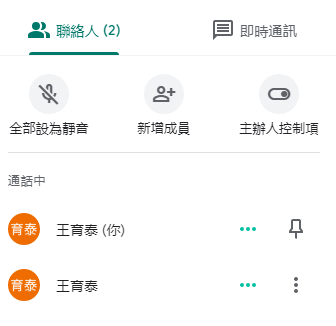 聯絡人 (2)
即時通訊
全部設為靜音
新增成員
主辦人控制項
通話中
育泰
王育泰 (你)
育泰
王育泰